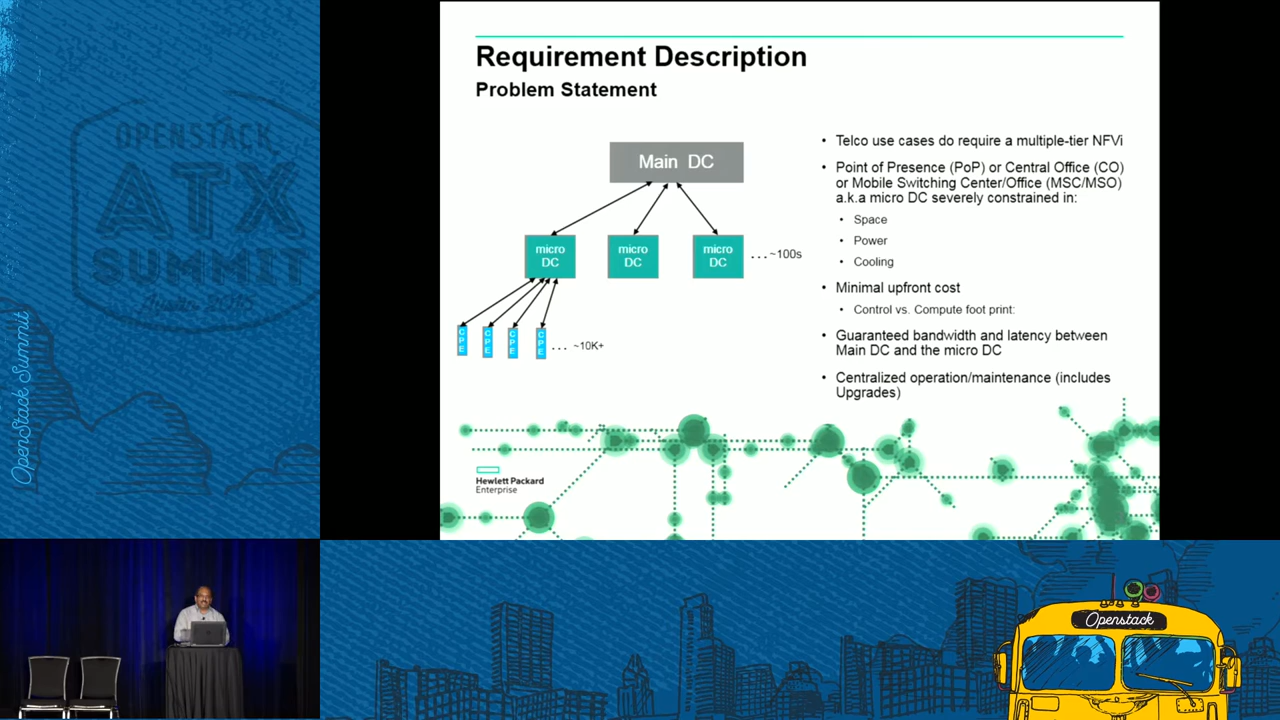 OPENSTACK
ATX
SUMMIT
Austin
OpenStack Summit
Requirement Description
Problem Statement
Main DC
micro
DC
micro
DC
micro
DC
...~100s
CPE
CPE
CPE
CPE
... ~10K+
• Telco use cases do require a multiple-tier NFVi
• Point of Presence (PoP) or Central Office (CO)
or Mobile Switching Center/Office (MSC/MSO)
a.k.a micro DC severely constrained in:
• Space
• Power
• Cooling
• Minimal upfront cost
• Control vs. Compute foot print:
• Guaranteed bandwidth and latency between
Main DC and the micro DC
• Centralized operation/maintenance (includes
Upgrades)
Hewlett Packard
Enterprise
Openstack